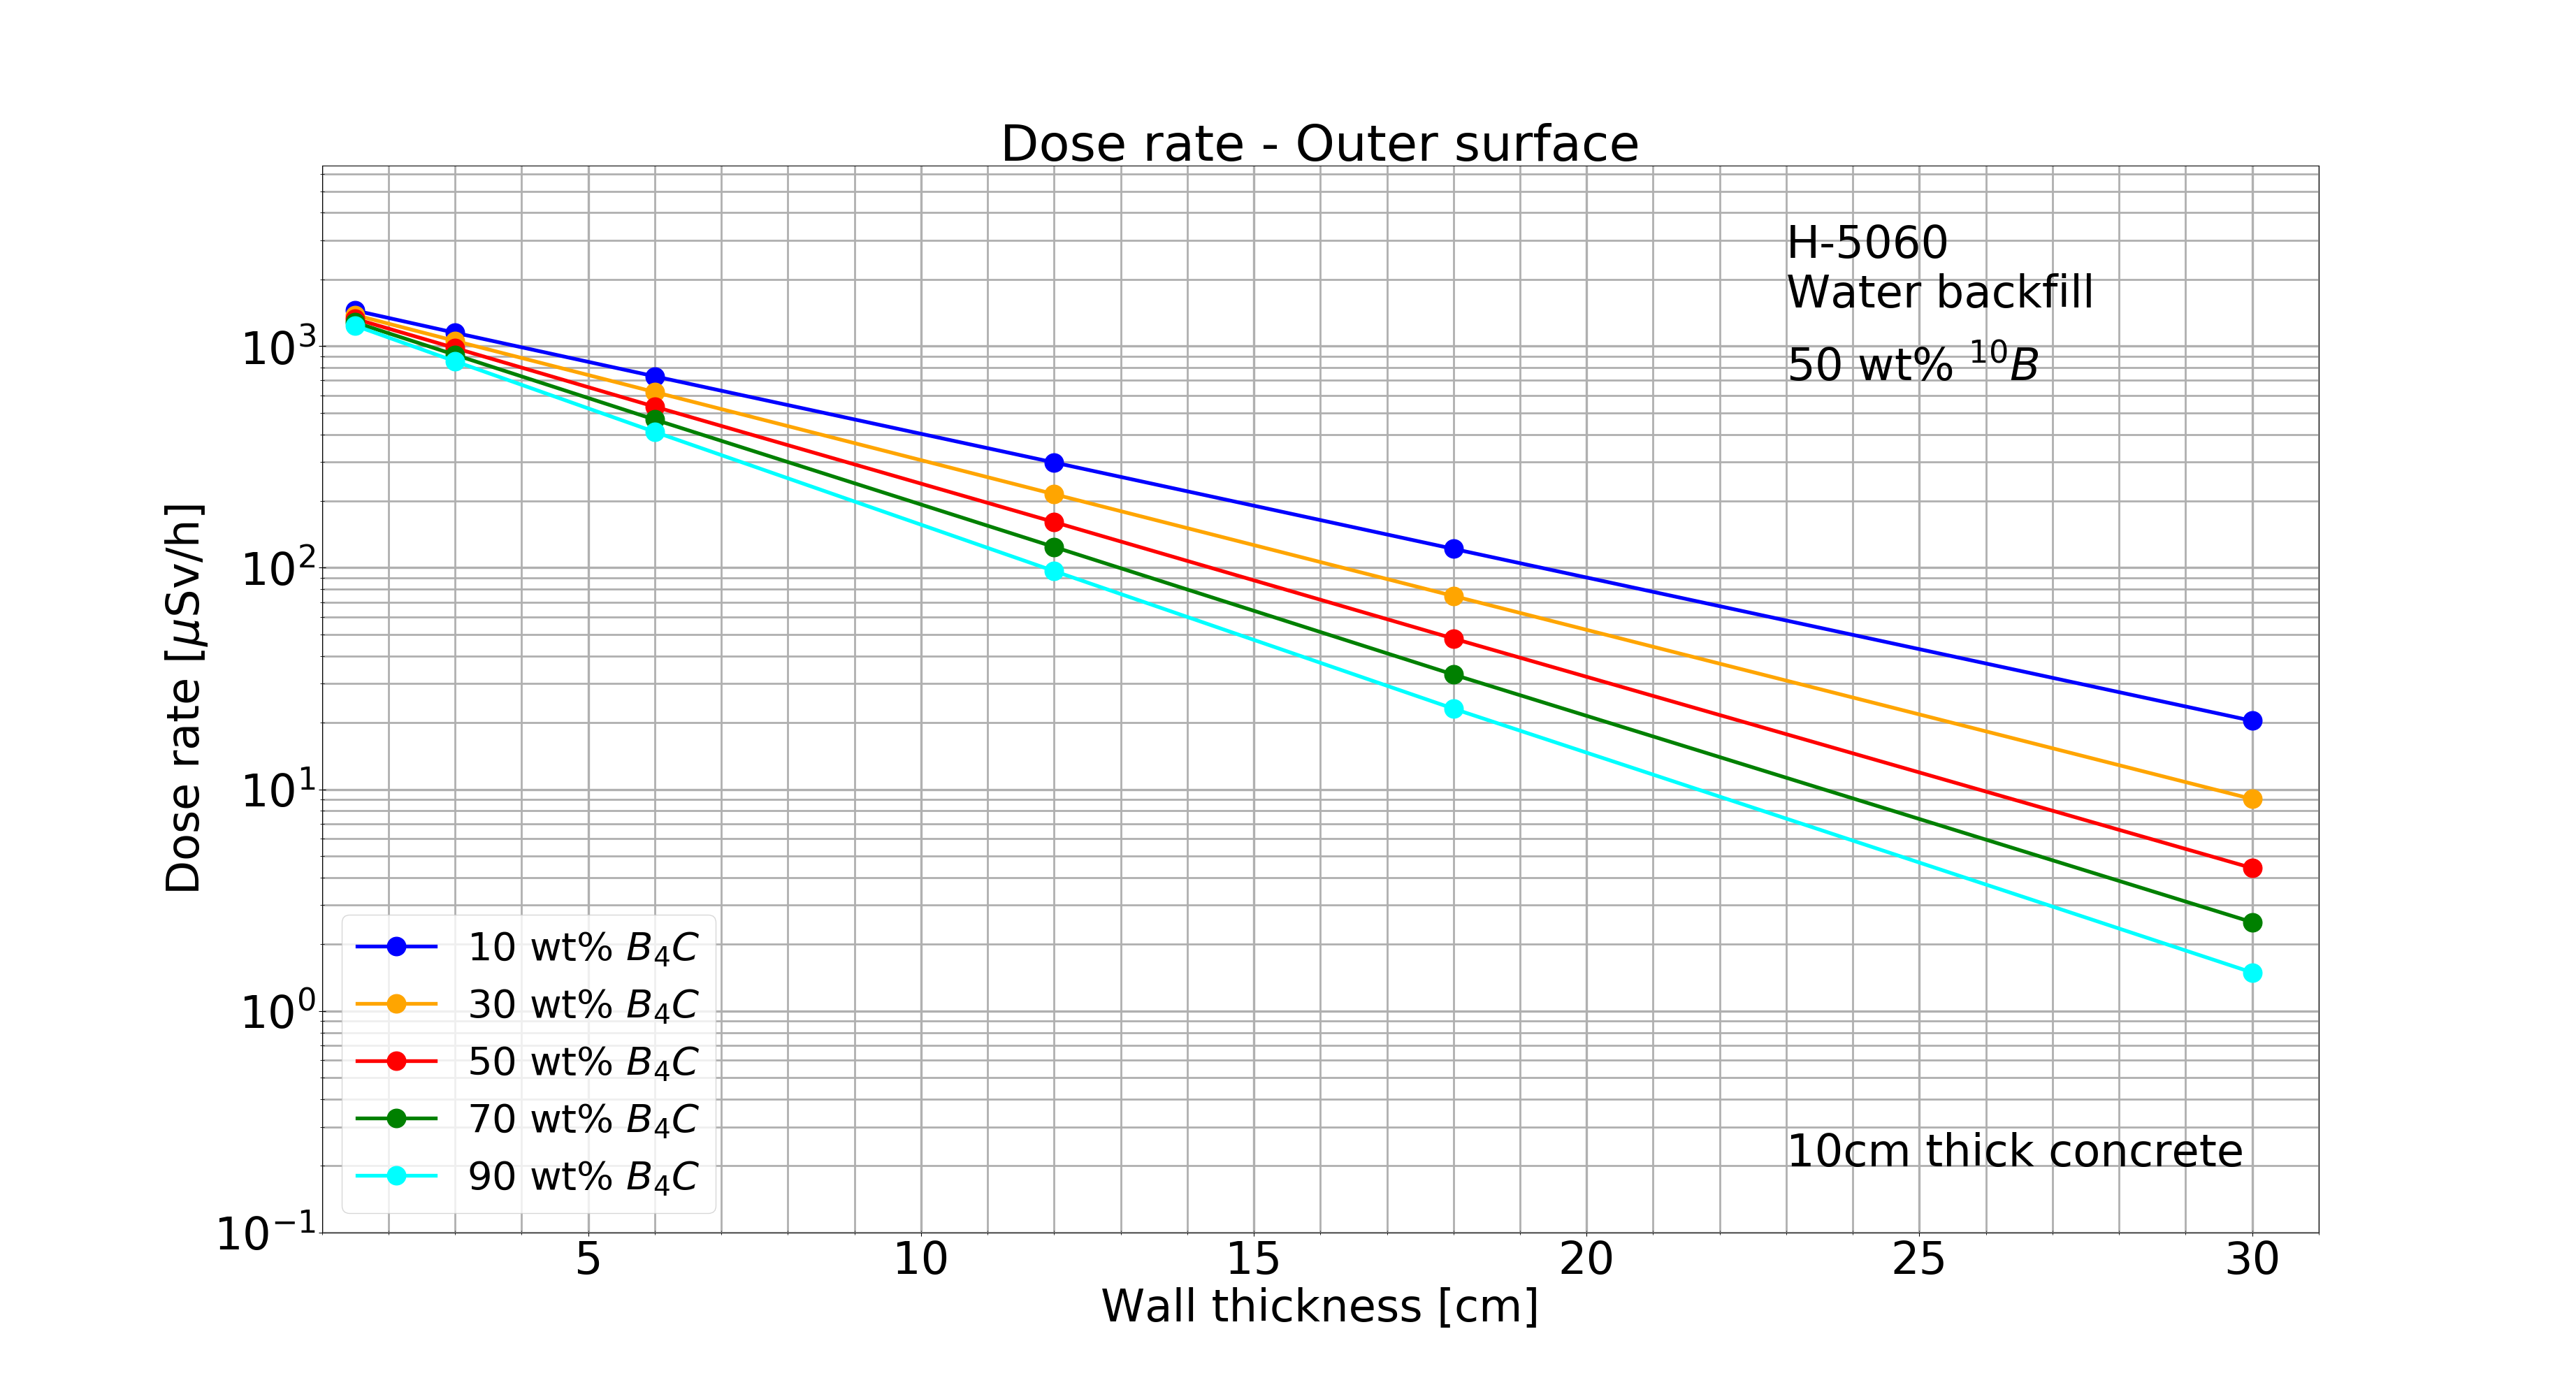 Dose rate - Outer surface
H-5060
Water backfill
50 wt% ¹⁰B
10³
10²
10¹
10⁰
10⁻¹
Dose rate [μSv/h]
10 wt% B₄C
30 wt% B₄C
50 wt% B₄C
70 wt% B₄C
90 wt% B₄C
10cm thick concrete
5 10 15 20 25 30
Wall thickness [cm]